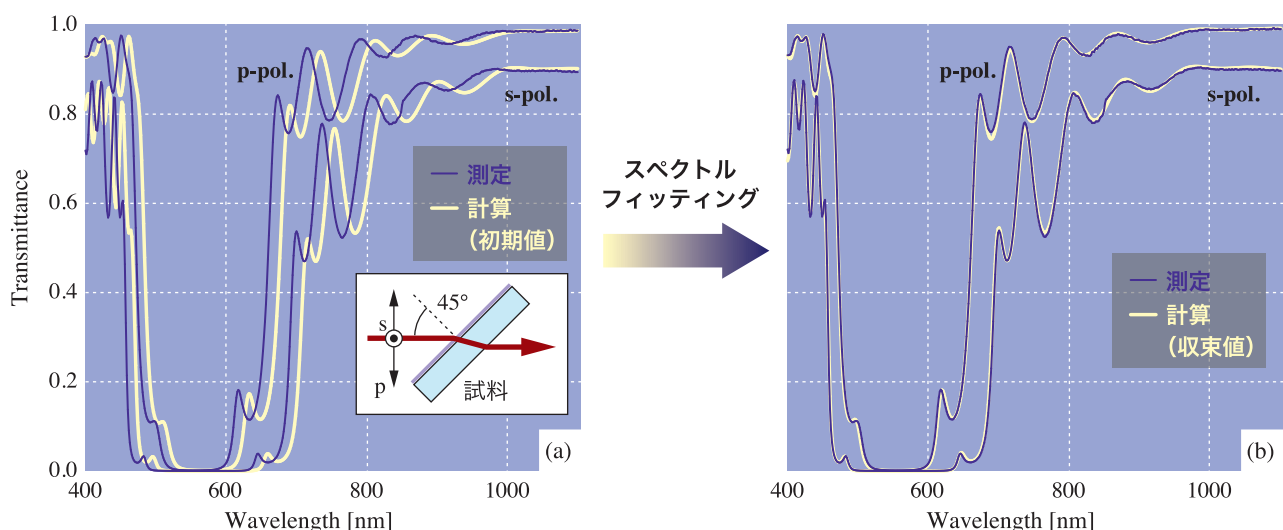 1.0
0.8
0.6
0.4
0.2
0.0
Transmittance
400
600
800
1000
Wavelength [nm]
p-pol.
s-pol.
測定
計算
(初期値)
45°
s
p
試料
(a)
スペクトル
フィッティング
p-pol.
s-pol.
測定
計算
(収束値)
(b)
400
600
800
1000
Wavelength [nm]